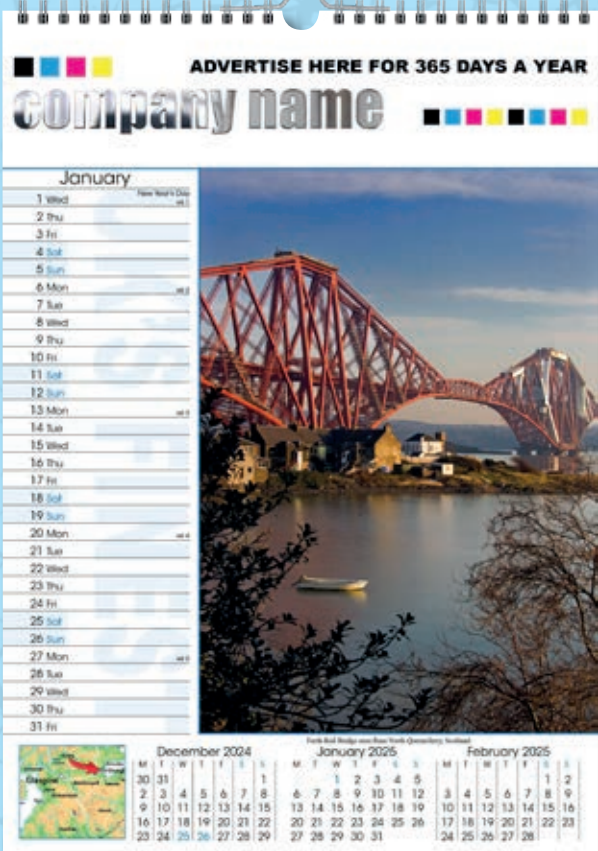 ADVERTISE HERE FOR 365 DAYS A YEAR
company name
January
1 Wed New Year's Day
2 Thu
3 Fri
4 Sat
5 Sun
6 Mon
7 Tue
8 Wed
9 Thu
10 Fri
11 Sat
12 Sun
13 Mon
14 Tue
15 Wed
16 Thu
17 Fri
18 Sat
19 Sun
20 Mon
21 Tue
22 Wed
23 Thu
24 Fri
25 Sat
26 Sun
27 Mon
28 Tue
29 Wed
30 Thu
31 Fri
Forth Rail Bridge North Queensferry, Scotland
Glasgow
December 2024
M T W T F S S
30 31 1
2 3 4 5 6 7 8
9 10 11 12 13 14 15
16 17 18 19 20 21 22
23 24 25 26 27 28 29
January 2025
M T W T F S S
1 2 3 4 5
6 7 8 9 10 11 12
13 14 15 16 17 18 19
20 21 22 23 24 25 26
27 28 29 30 31
February 2025
M T W T F S S
1 2
3 4 5 6 7 8 9
10 11 12 13 14 15 16
17 18 19 20 21 22 23
24 25 26 27 28